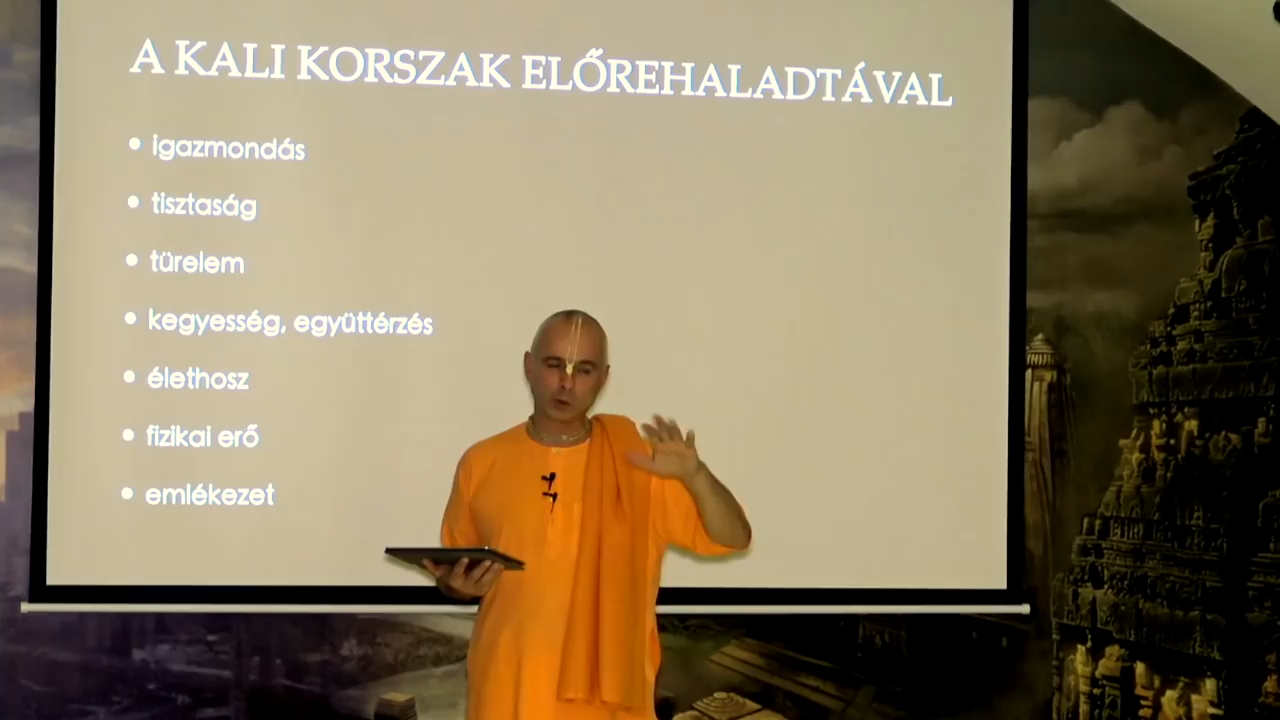 A KALI KORSZAK ELŐREHALADTÁVAL
• igazmondás
• tisztaság
• türelem
• kegyesség, együttérzés
• élethosz
• fizikai erő
• emlékezet